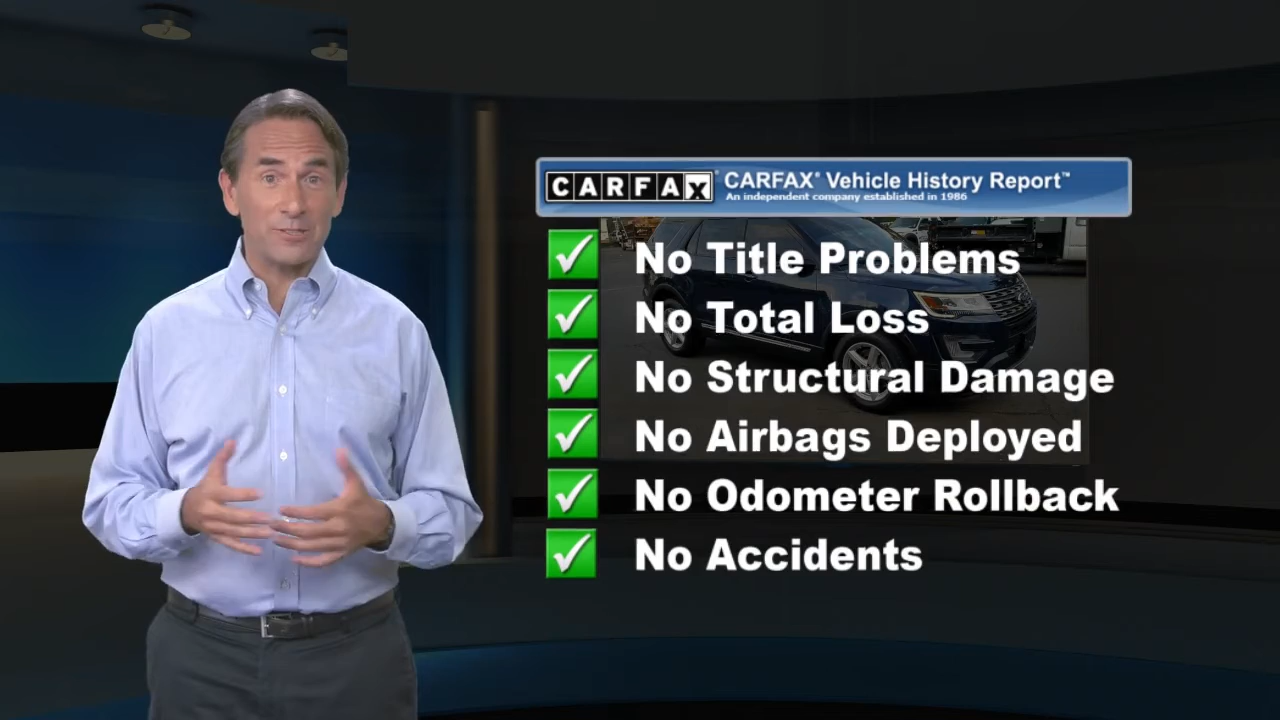 CARFAX® CARFAX® Vehicle History Report™
An independent company established in 1986
No Title Problems
No Total Loss
No Structural Damage
No Airbags Deployed
No Odometer Rollback
No Accidents